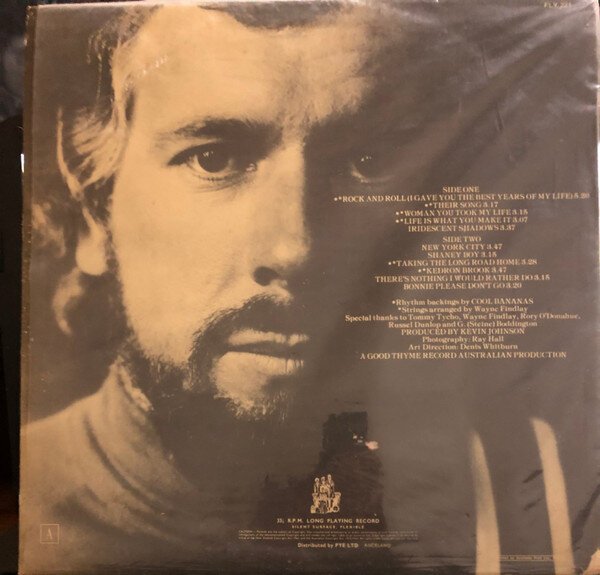 SIDE ONE
•*ROCK AND ROLL (I GAVE YOU THE BEST YEARS OF MY LIFE) 5.20
•*THEIR SONG 3.17
•*WOMAN YOU TOOK MY LIFE 3.15
•*LIFE IS WHAT YOU MAKE IT 3.07
IRIDESCENT SHADOWS 3.37
SIDE TWO
NEW YORK CITY 3.47
SHANEY BOY 3.15
•*TAKING THE LONG ROAD HOME 3.28
•*KEDRON BROOK 3.47
THERE'S NOTHING I WOULD RATHER DO 3.15
BONNIE PLEASE DON'T GO 3.20
•Rhythm backings by COOL BANANAS
*Strings arranged by Wayne Findlay
Special thanks to Tommy Tycho, Wayne Findlay, Rory O'Donahue,
Russel Dunlop and G. (Steine) Boddington
PRODUCED BY KEVIN JOHNSON
Photography: Ray Hall
Art Direction: Denis Whitburn
A GOOD THYME RECORD AUSTRALIAN PRODUCTION
33⅓ R.P.M. LONG PLAYING RECORD
SILENT SURFACE, FLEXIBLE
Distributed by PYE LTD AUCKLAND
A